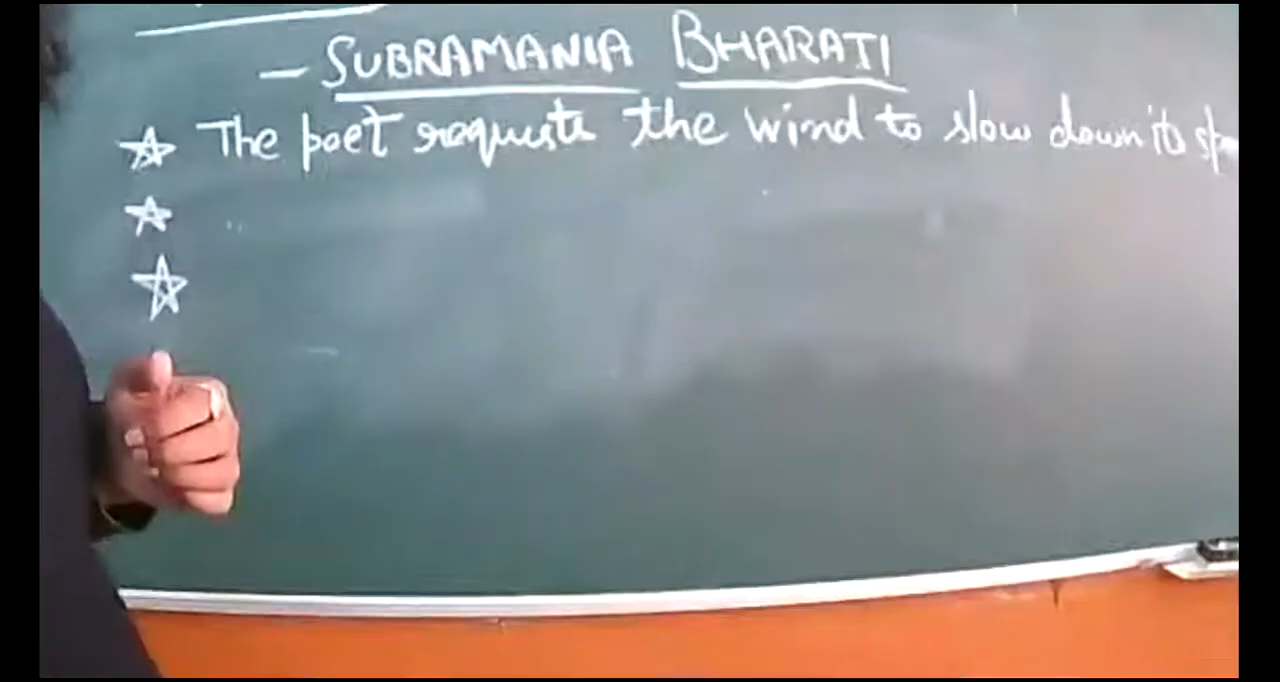 – SUBRAMANIA BHARATI
The poet requests the wind to slow down its